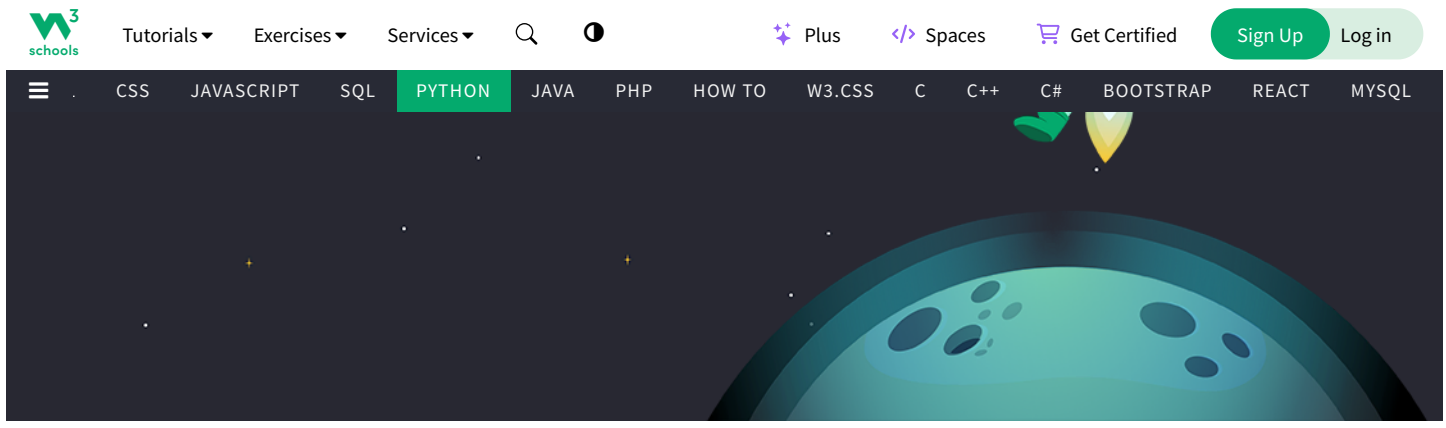 W3
schools
Tutorials Exercises Services Plus Spaces Get Certified Sign Up Log in
. CSS JAVASCRIPT SQL PYTHON JAVA PHP HOW TO W3.CSS C C++ C# BOOTSTRAP REACT MYSQL